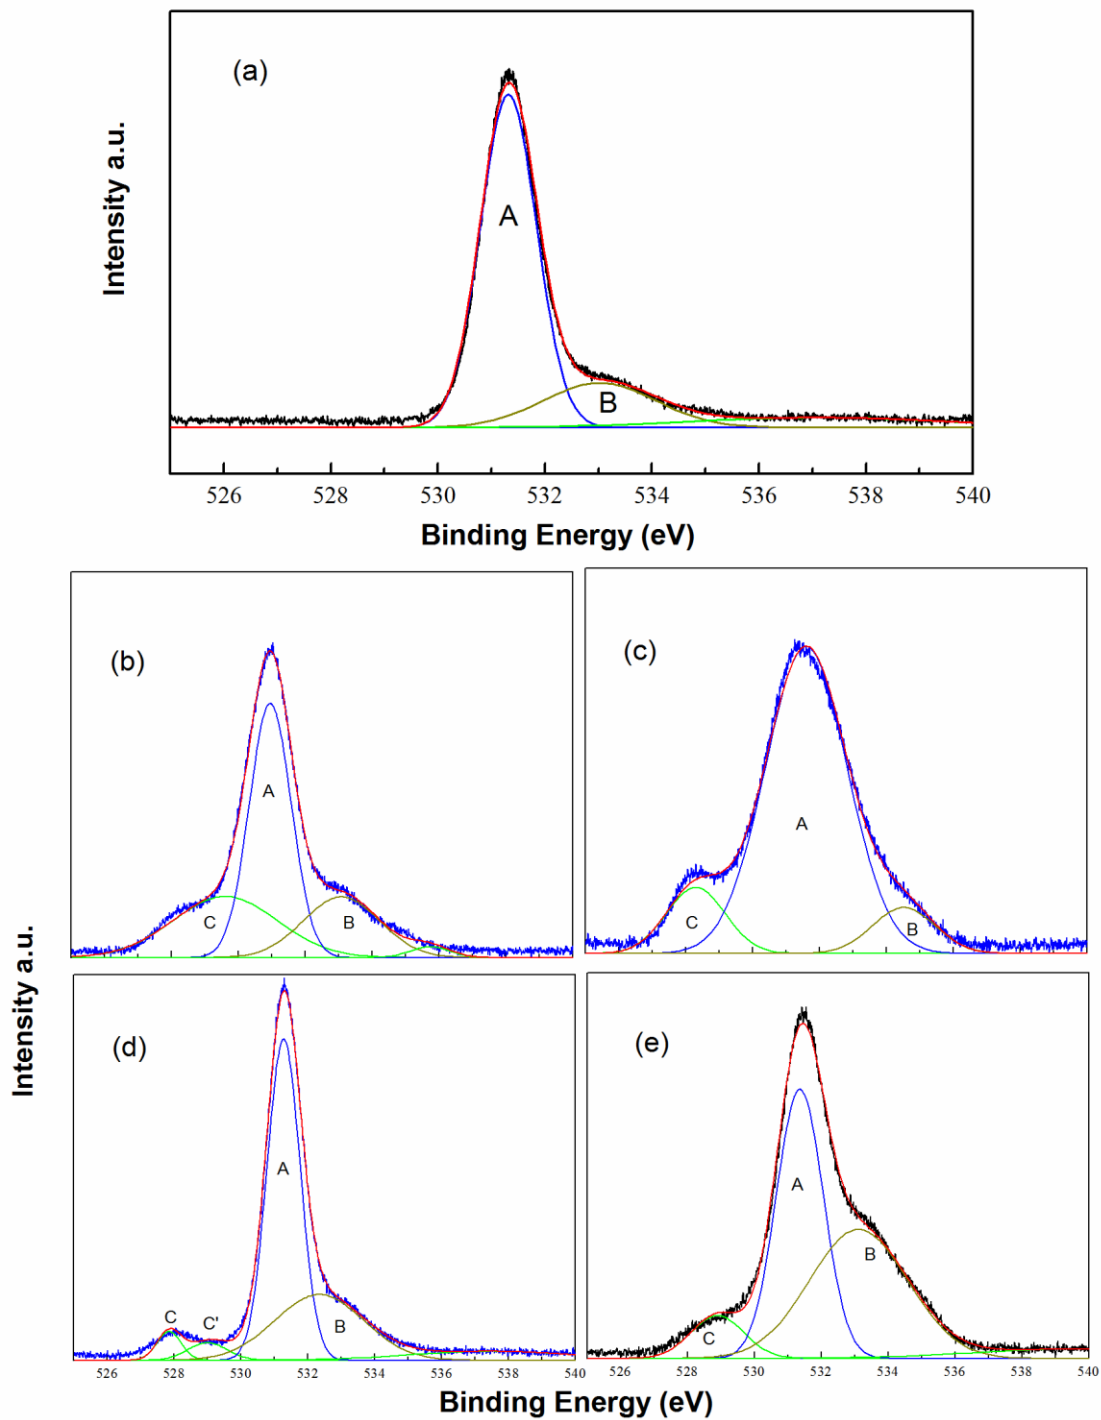 (a)
A
B
Intensity a.u.
526 528 530 532 534 536 538 540
Binding Energy (eV)
(b)
A
C
B
(c)
A
C
B
Intensity a.u.
(d)
A
C C'
B
526 528 530 532 534 536 538 540
(e)
A
B
C
526 528 530 532 534 536 538 540
Binding Energy (eV)